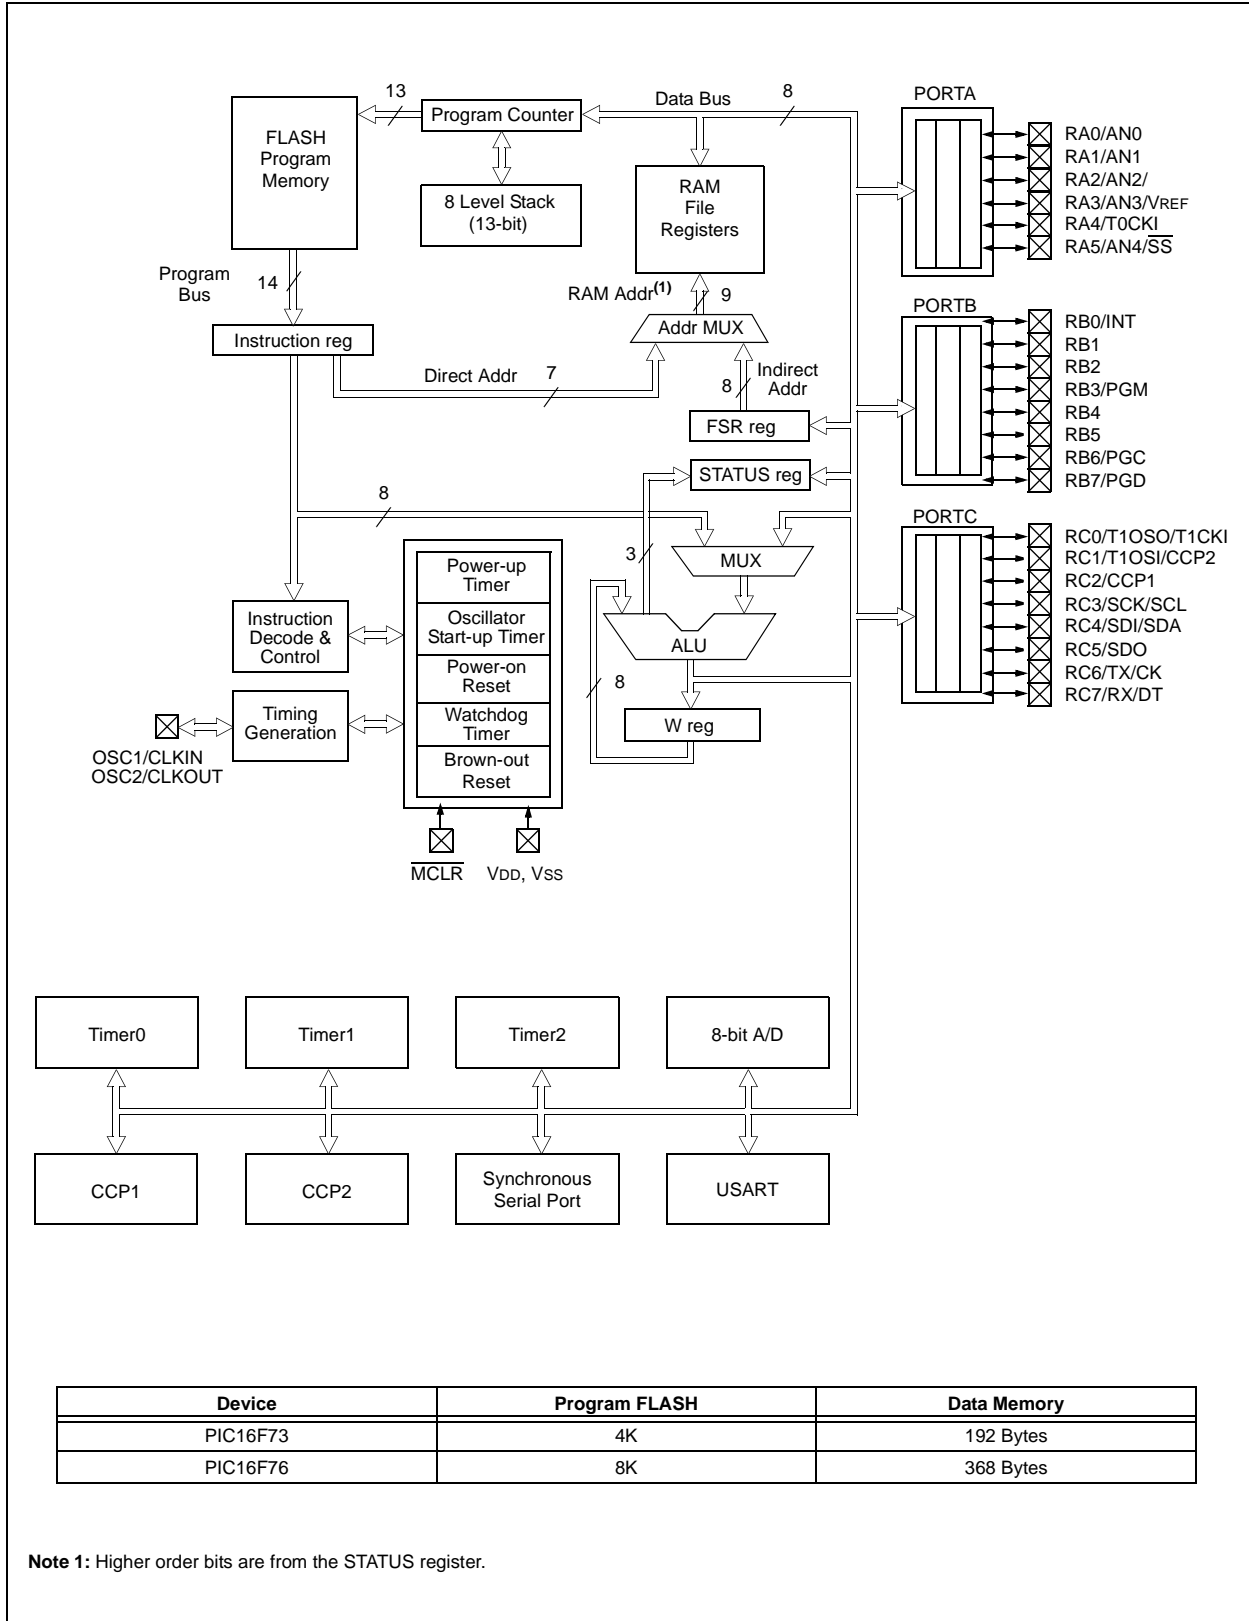 13
Data Bus
8
PORTA
FLASH
Program
Memory
Program Counter
8 Level Stack
(13-bit)
RAM
File
Registers
RA0/AN0
RA1/AN1
RA2/AN2/
RA3/AN3/VREF
RA4/T0CKI
RA5/AN4/SS
Program
Bus
14
RAM Addr(1)
9
PORTB
Instruction reg
Addr MUX
Direct Addr
7
8
Indirect
Addr
FSR reg
STATUS reg
RB0/INT
RB1
RB2
RB3/PGM
RB4
RB5
RB6/PGC
RB7/PGD
8
3
MUX
PORTC
RC0/T1OSO/T1CKI
RC1/T1OSI/CCP2
RC2/CCP1
RC3/SCK/SCL
RC4/SDI/SDA
RC5/SDO
RC6/TX/CK
RC7/RX/DT
Power-up
Timer
Oscillator
Start-up Timer
Power-on
Reset
Watchdog
Timer
Brown-out
Reset
Instruction
Decode &
Control
ALU
8
W reg
Timing
Generation
OSC1/CLKIN
OSC2/CLKOUT
MCLR
VDD, VSS
Timer0
Timer1
Timer2
8-bit A/D
CCP1
CCP2
Synchronous
Serial Port
USART
Device Program FLASH Data Memory
PIC16F73 4K 192 Bytes
PIC16F76 8K 368 Bytes
Note 1: Higher order bits are from the STATUS register.